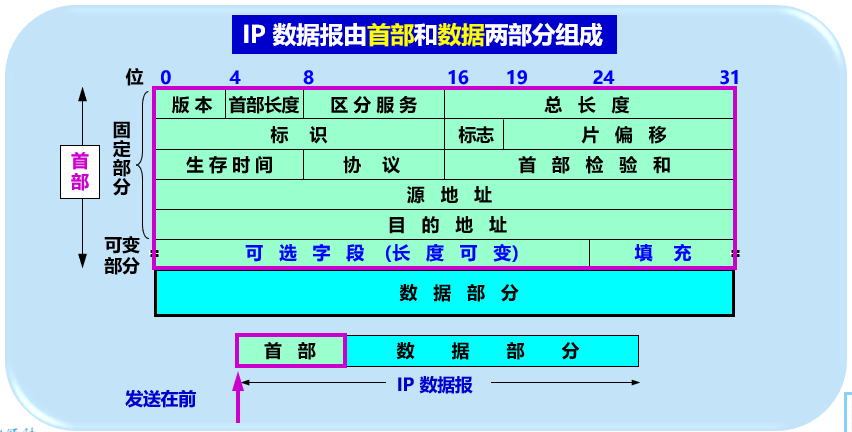 IP 数据报由首部和数据两部分组成
位 0 4 8 16 19 24 31
版本 首部长度 区分服务 总长度
标识 标志 片偏移
生存时间 协议 首部检验和
源地址
目的地址
可选字段 (长度可变) 填充
数据部分
首部
固定部分
可变
部分
首部 数据部分
IP 数据报
发送在前